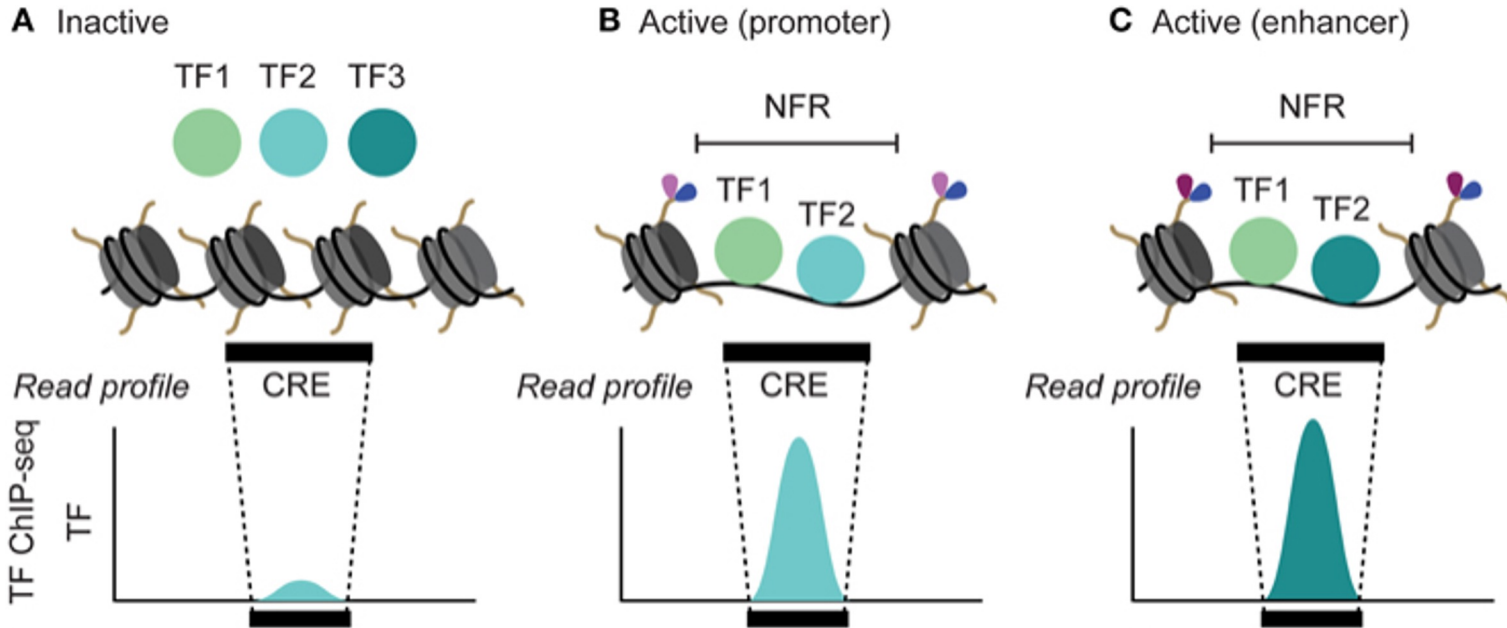 A Inactive
TF1 TF2 TF3
Read profile
CRE
TF ChIP-seq
TF
B Active (promoter)
NFR
TF1
TF2
Read profile
CRE
C Active (enhancer)
NFR
TF1
TF2
Read profile
CRE